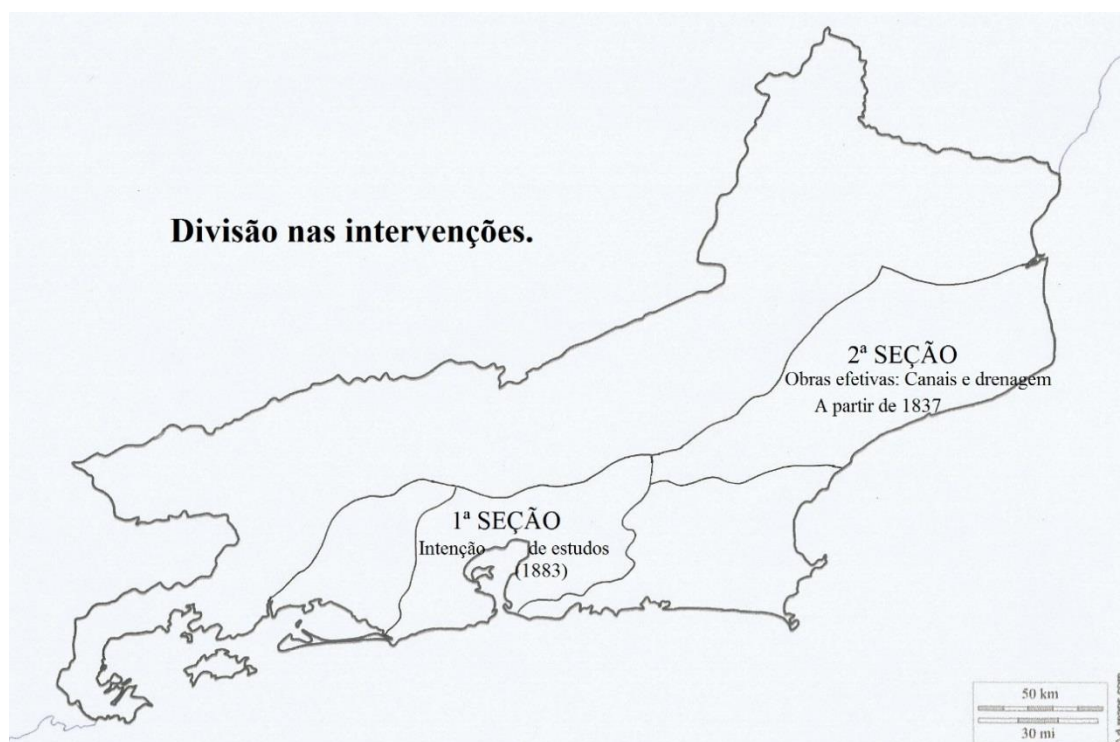 Divisão nas intervenções.
2ª SEÇÃO
Obras efetivas: Canais e drenagem
A partir de 1837
1ª SEÇÃO
Intenção de estudos
(1883)
50 km
30 mi